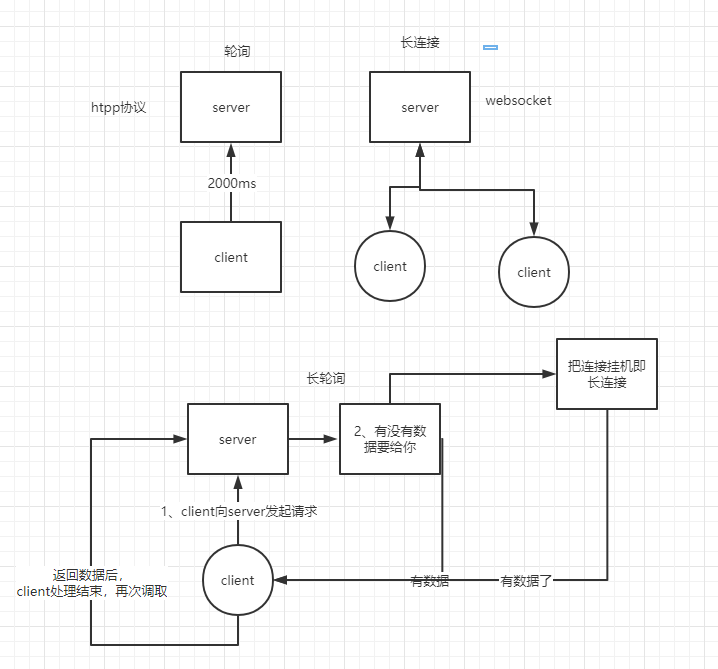 轮询
长连接
htpp协议
server
server
websocket
2000ms
client
client
client
长轮询
把连接挂机即
长连接
server
2、有没有数
据要给你
1、client向server发起请求
返回数据后，
client处理结束，再次调取
client
有数据
有数据了